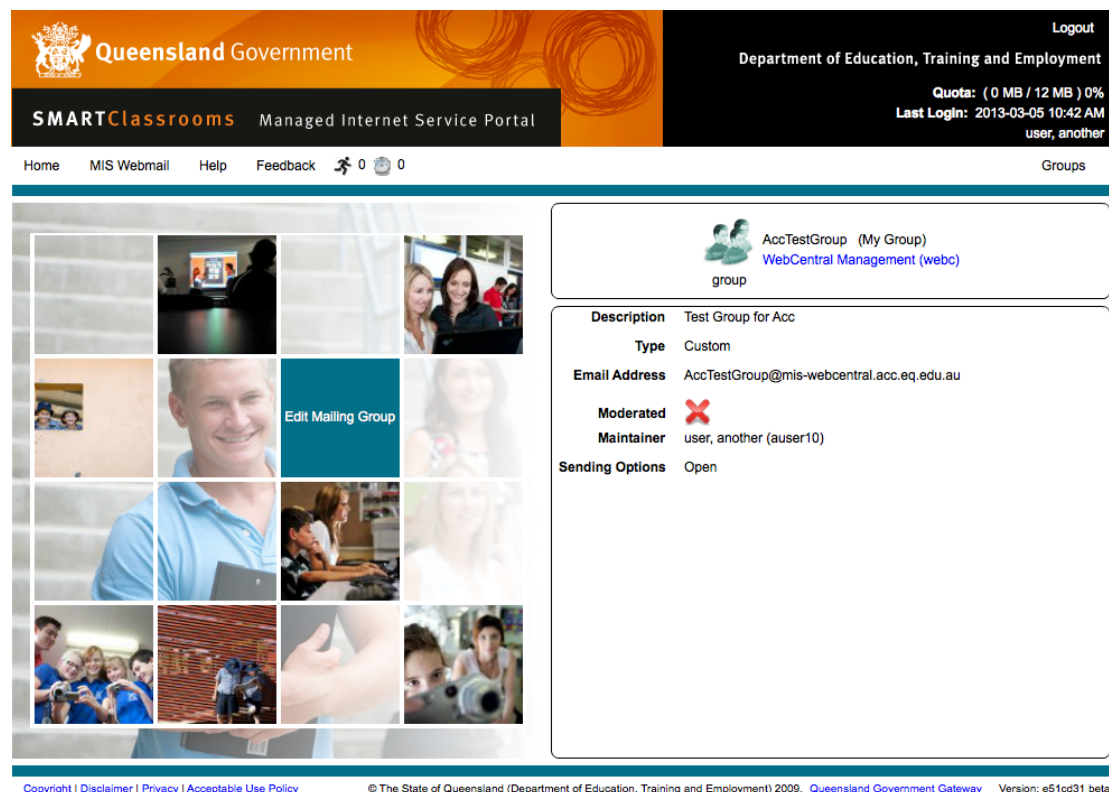 Logout
Queensland Government
Department of Education, Training and Employment
Quota: ( 0 MB / 12 MB ) 0%
Last Login: 2013-03-05 10:42 AM
user, another
SMARTClassrooms Managed Internet Service Portal
Home MIS Webmail Help Feedback 0 0 Groups
AccTestGroup (My Group)
WebCentral Management (webc)
group
Description Test Group for Acc
Type Custom
Email Address AccTestGroup@mis-webcentral.acc.eq.edu.au
Moderated
Maintainer user, another (auser10)
Sending Options Open
Edit Mailing Group
Copyright | Disclaimer | Privacy | Acceptable Use Policy © The State of Queensland (Department of Education, Training and Employment) 2009. Queensland Government Gateway Version: e51cd31 beta